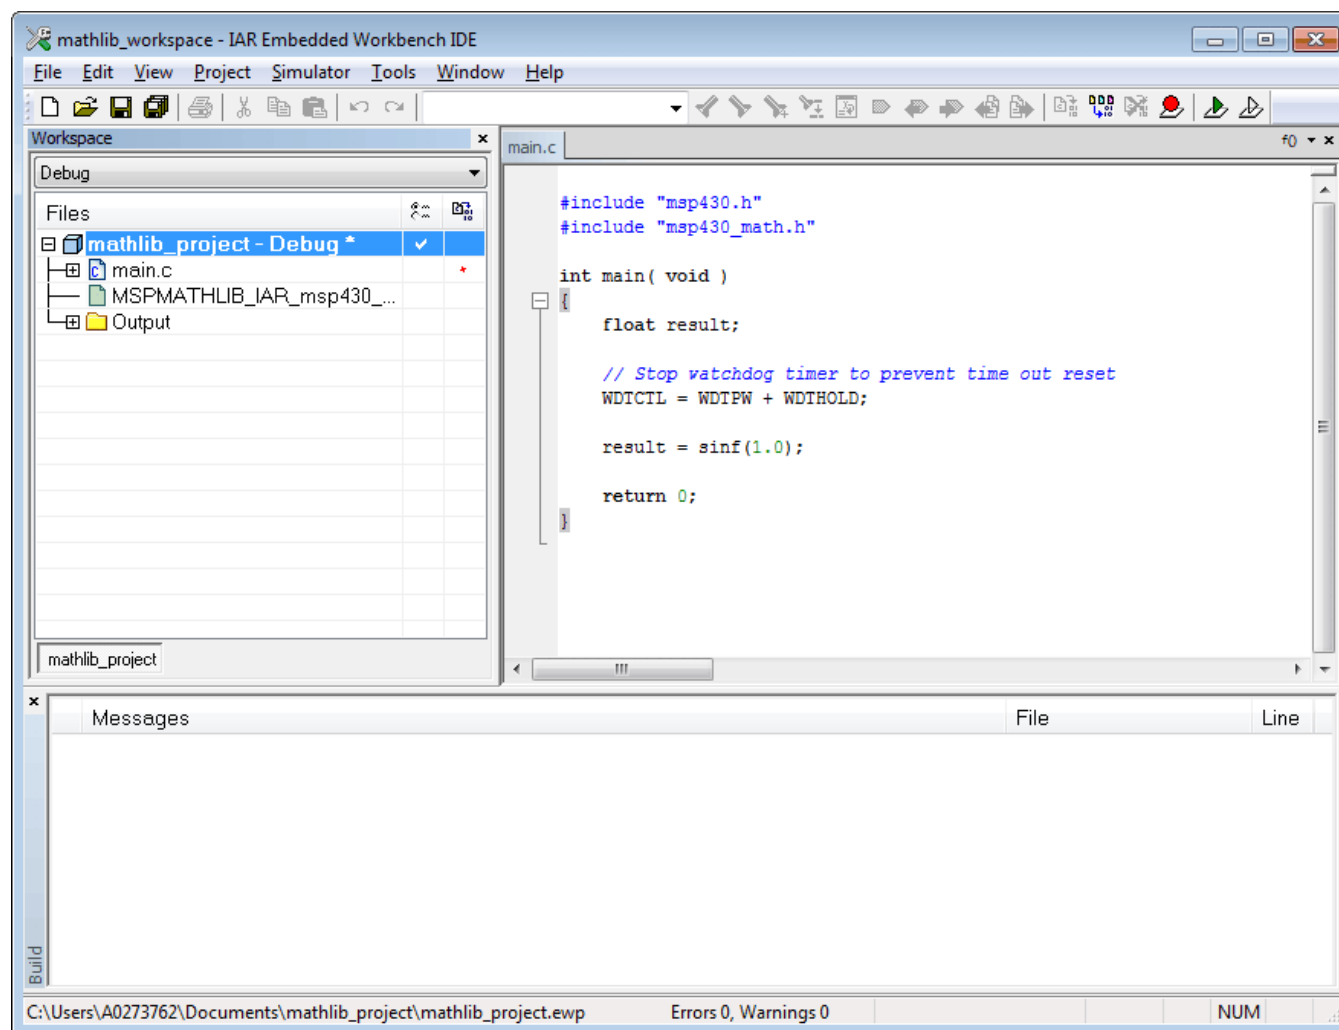 mathlib_workspace - IAR Embedded Workbench IDE
File Edit View Project Simulator Tools Window Help
Workspace
Debug
Files
mathlib_project - Debug *
main.c
MSPMATHLIB_IAR_msp430_...
Output
mathlib_project
main.c
f()
#include "msp430.h"
#include "msp430_math.h"
int main( void )
{
float result;
// Stop watchdog timer to prevent time out reset
WDTCTL = WDTPW + WDTHOLD;
result = sinf(1.0);
return 0;
}
Messages File Line
Build
C:\Users\A0273762\Documents\mathlib_project\mathlib_project.ewp Errors 0, Warnings 0 NUM